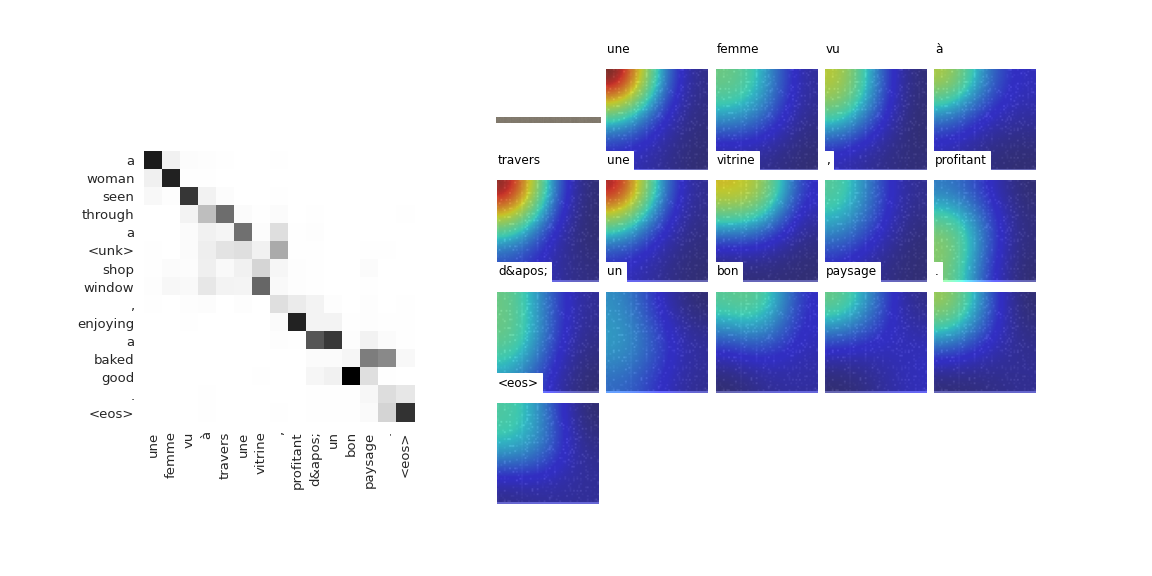 a
woman
seen
through
a
<unk>
shop
window
,
enjoying
a
baked
good
.
<eos>
une femme vu à travers une vitrine , profitant d&apos; un bon paysage . <eos>
une femme vu à
travers une vitrine , profitant
d&apos; un bon paysage .
<eos>